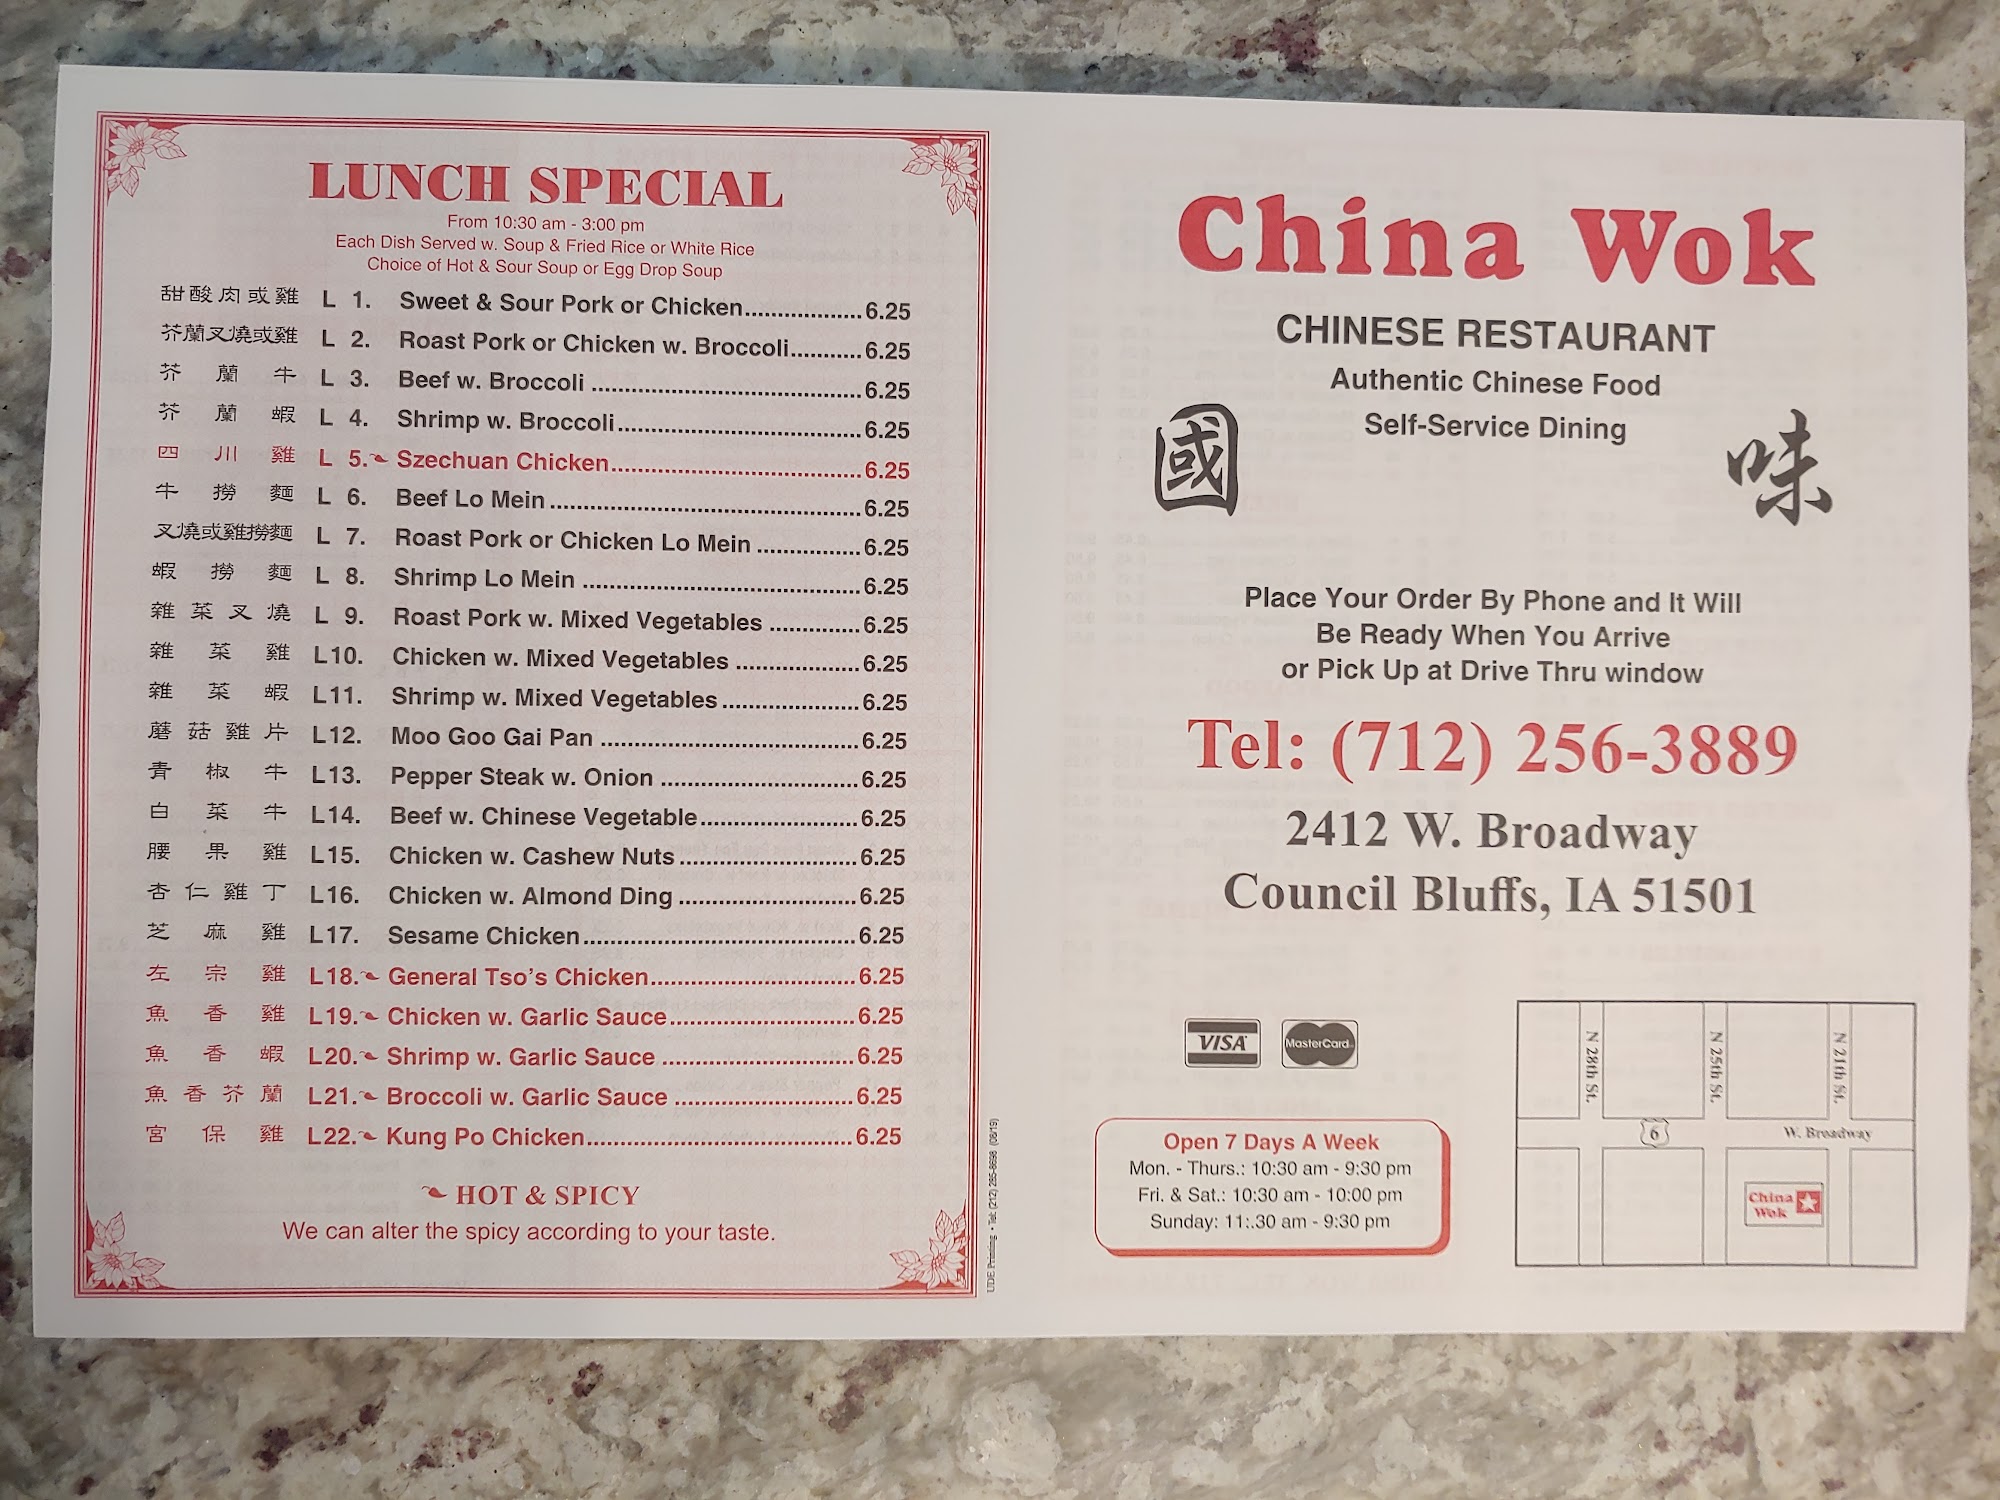 LUNCH SPECIAL
From 10:30 am - 3:00 pm
Each Dish Served w. Soup & Fried Rice or White Rice
Choice of Hot & Sour Soup or Egg Drop Soup
甜酸肉或雞 L 1. Sweet & Sour Pork or Chicken....................6.25
芥蘭叉燒或雞 L 2. Roast Pork or Chicken w. Broccoli...........6.25
芥蘭牛 L 3. Beef w. Broccoli ........................................6.25
芥蘭蝦 L 4. Shrimp w. Broccoli....................................6.25
四川雞 L 5. Szechuan Chicken.....................................6.25
牛撈麵 L 6. Beef Lo Mein ..............................................6.25
叉燒或雞撈麵 L 7. Roast Pork or Chicken Lo Mein ................6.25
蝦撈麵 L 8. Shrimp Lo Mein .........................................6.25
雜菜叉燒 L 9. Roast Pork w. Mixed Vegetables ..............6.25
雜菜雞 L10. Chicken w. Mixed Vegetables ..................6.25
雜菜蝦 L11. Shrimp w. Mixed Vegetables....................6.25
蘑菇雞片 L12. Moo Goo Gai Pan ......................................6.25
青椒牛 L13. Pepper Steak w. Onion .............................6.25
白菜牛 L14. Beef w. Chinese Vegetable.......................6.25
腰果雞 L15. Chicken w. Cashew Nuts..........................6.25
杏仁雞丁 L16. Chicken w. Almond Ding..........................6.25
芝麻雞 L17. Sesame Chicken........................................6.25
左宗雞 L18. General Tso's Chicken..............................6.25
魚香雞 L19. Chicken w. Garlic Sauce...........................6.25
魚香蝦 L20. Shrimp w. Garlic Sauce ............................6.25
魚香芥蘭 L21. Broccoli w. Garlic Sauce ..........................6.25
宮保雞 L22. Kung Po Chicken.......................................6.25
HOT & SPICY
We can alter the spicy according to your taste.
UDE Printing • Tel: (212) 285-8698 (06/19)
China Wok
CHINESE RESTAURANT
Authentic Chinese Food
Self-Service Dining
國味
Place Your Order By Phone and It Will
Be Ready When You Arrive
or Pick Up at Drive Thru window
Tel: (712) 256-3889
2412 W. Broadway
Council Bluffs, IA 51501
VISA MasterCard
Open 7 Days A Week
Mon. - Thurs.: 10:30 am - 9:30 pm
Fri. & Sat.: 10:30 am - 10:00 pm
Sunday: 11:.30 am - 9:30 pm
N 28th St.
N 25th St.
N 21th St.
6
W. Broadway
China
Wok